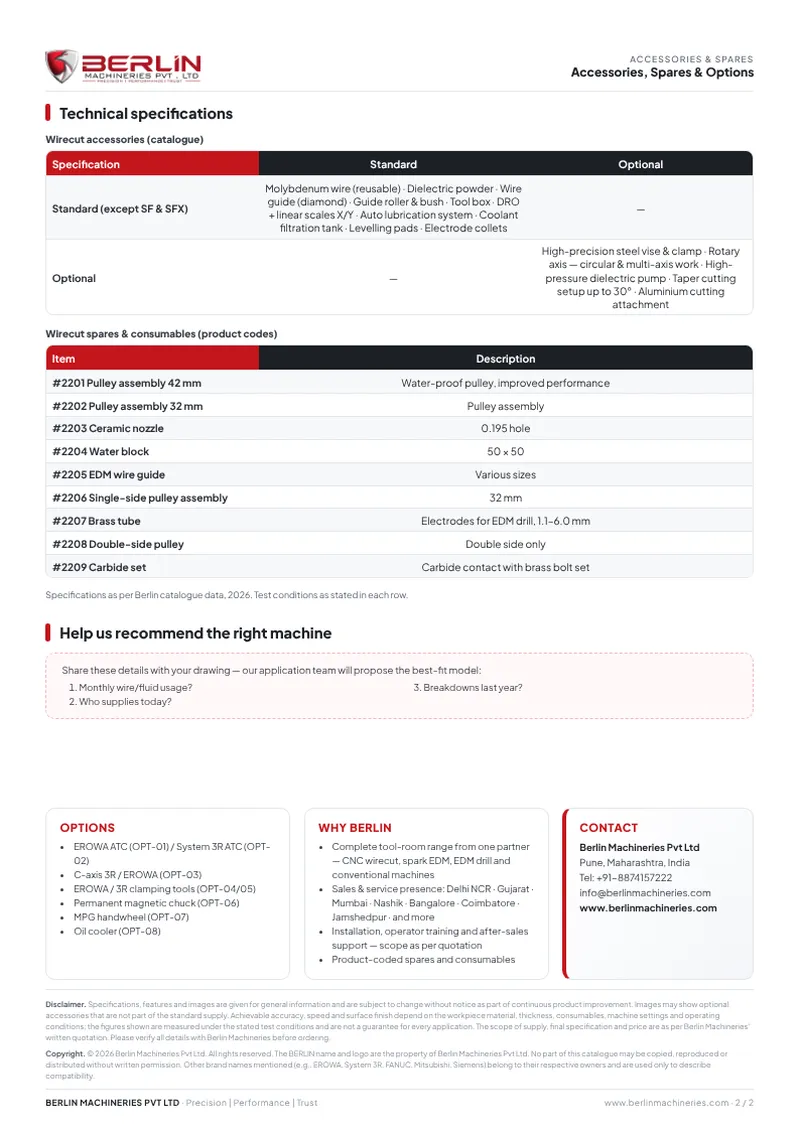 BERLIN
MACHINERIES PVT . LTD
PRECISION | PERFORMANCE | TRUST
ACCESSORIES & SPARES
Accessories, Spares & Options
Technical specifications
Wirecut accessories (catalogue)
Specification Standard Optional
Standard (except SF & SFX)
Molybdenum wire (reusable) · Dielectric powder · Wire
guide (diamond) · Guide roller & bush · Tool box · DRO
+ linear scales X/Y · Auto lubrication system · Coolant
filtration tank · Levelling pads · Electrode collets
—
Optional
—
High-precision steel vise & clamp · Rotary
axis — circular & multi-axis work · High-
pressure dielectric pump · Taper cutting
setup up to 30° · Aluminium cutting
attachment
Wirecut spares & consumables (product codes)
Item Description
#2201 Pulley assembly 42 mm Water-proof pulley, improved performance
#2202 Pulley assembly 32 mm Pulley assembly
#2203 Ceramic nozzle 0.195 hole
#2204 Water block 50 × 50
#2205 EDM wire guide Various sizes
#2206 Single-side pulley assembly 32 mm
#2207 Brass tube Electrodes for EDM drill, 1.1–6.0 mm
#2208 Double-side pulley Double side only
#2209 Carbide set Carbide contact with brass bolt set
Specifications as per Berlin catalogue data, 2026. Test conditions as stated in each row.
Help us recommend the right machine
Share these details with your drawing — our application team will propose the best-fit model:
1. Monthly wire/fluid usage?
2. Who supplies today?
3. Breakdowns last year?
OPTIONS
• EROWA ATC (OPT-01) / System 3R ATC (OPT-
02)
• C-axis 3R / EROWA (OPT-03)
• EROWA / 3R clamping tools (OPT-04/05)
• Permanent magnetic chuck (OPT-06)
• MPG handwheel (OPT-07)
• Oil cooler (OPT-08)
WHY BERLIN
• Complete tool-room range from one partner
— CNC wirecut, spark EDM, EDM drill and
conventional machines
• Sales & service presence: Delhi NCR · Gujarat ·
Mumbai · Nashik · Bangalore · Coimbatore ·
Jamshedpur · and more
• Installation, operator training and after-sales
support — scope as per quotation
• Product-coded spares and consumables
CONTACT
Berlin Machineries Pvt Ltd
Pune, Maharashtra, India
Tel: +91-8874157222
info@berlinmachineries.com
www.berlinmachineries.com
Disclaimer. Specifications, features and images are given for general information and are subject to change without notice as part of continuous product improvement. Images may show optional
accessories that are not part of the standard supply. Achievable accuracy, speed and surface finish depend on the workpiece material, thickness, consumables, machine settings and operating
conditions; the figures shown are measured under the stated test conditions and are not a guarantee for every application. The scope of supply, final specification and price are as per Berlin Machineries'
written quotation. Please verify all details with Berlin Machineries before ordering.
Copyright. © 2026 Berlin Machineries Pvt Ltd. All rights reserved. The BERLIN name and logo are the property of Berlin Machineries Pvt Ltd. No part of this catalogue may be copied, reproduced or
distributed without written permission. Other brand names mentioned (e.g., EROWA, System 3R, FANUC, Mitsubishi, Siemens) belong to their respective owners and are used only to describe
compatibility.
BERLIN MACHINERIES PVT LTD · Precision | Performance | Trust
www.berlinmachineries.com · 2 / 2